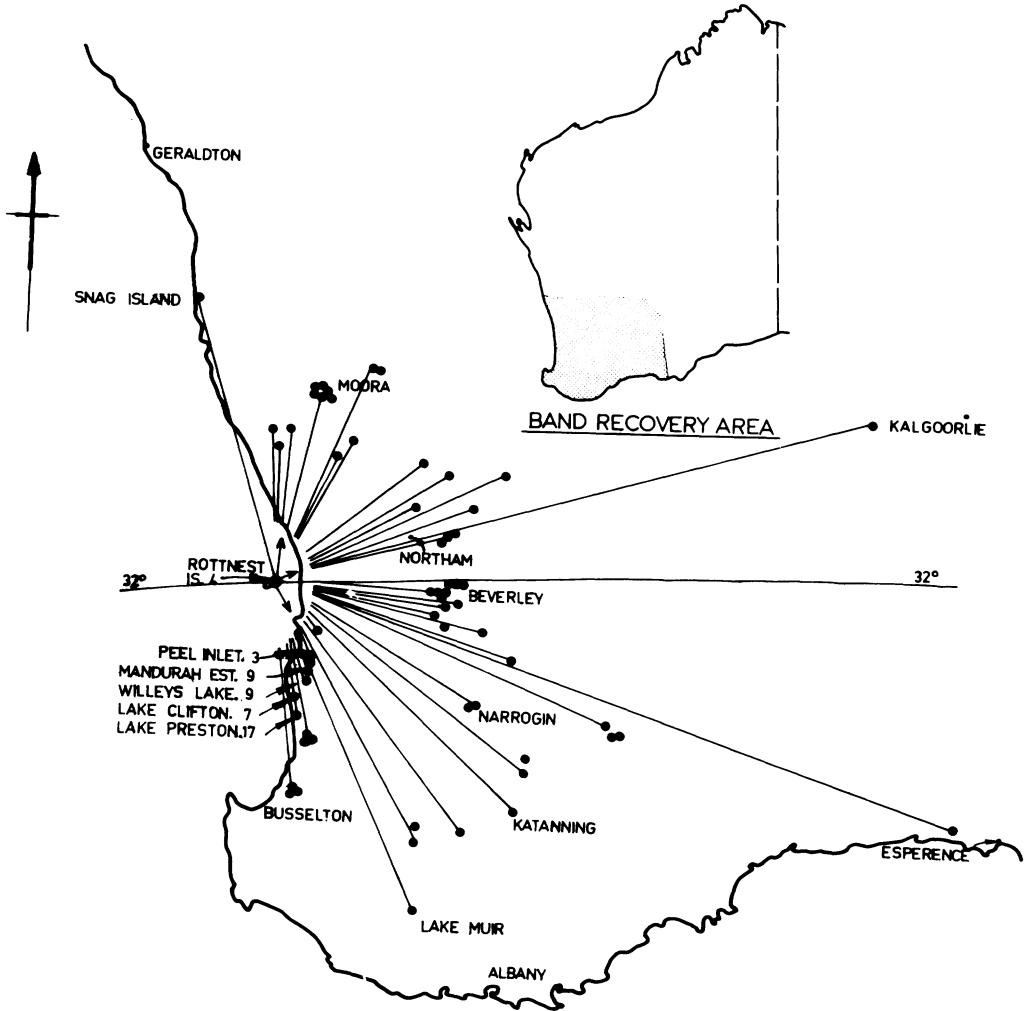 GERALDTON
SNAG ISLAND
MOORA
BAND RECOVERY AREA
KALGOORLIE
NORTHAM
ROTTNEST
IS. 4
32°
32°
BEVERLEY
PEEL INLET. 3
MANDURAH EST. 9
WILLEYS LAKE. 9
LAKE CLIFTON. 7
LAKE PRESTON.17
NARROGIN
BUSSELTON
KATANNING
ESPERENCE
LAKE MUIR
ALBANY